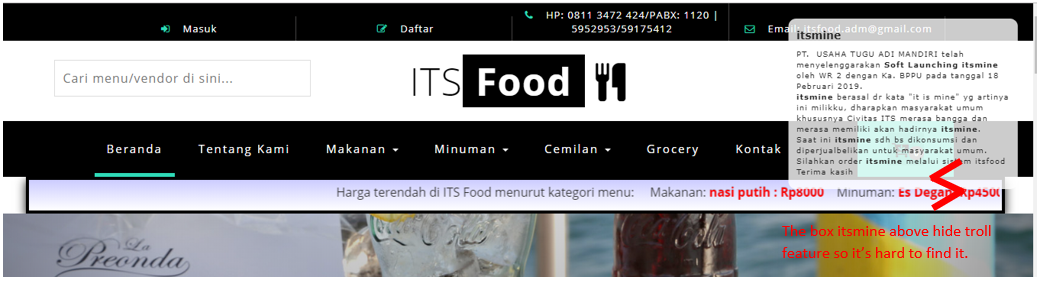 Masuk
Daftar
HP: 0811 3472 424/PABX: 1120 |
5952953/59175412
Email: itsfood.adm@gmail.com
Cari menu/vendor di sini...
ITS Food
itsmine
PT. USAHA TUGU ADI MANDIRI telah
menyelenggarakan Soft Launching itsmine
oleh WR 2 dengan Ka. BPPU pada tanggal 18
Pebruari 2019.
itsmine berasal dr kata "it is mine" yg artinya
ini milikku. dharapkan masyarakat umum
khususnya Civitas ITS merasa bangga dan
merasa memiliki akan hadirnya itsmine.
Saat ini itsmine sdh bs dikonsumsi dan
diperjualbelikan untuk masyarakat umum.
Silahkan order itsmine melalui sistem itsfood
Terima kasih
Beranda
Tentang Kami
Makanan
Minuman
Cemilan
Grocery
Kontak
Harga terendah di ITS Food menurut kategori menu: Makanan: nasi putih : Rp8000 Minuman: Es Degan Rp4500
La
Preonda
The box itsmine above hide troll
feature so it's hard to find it.